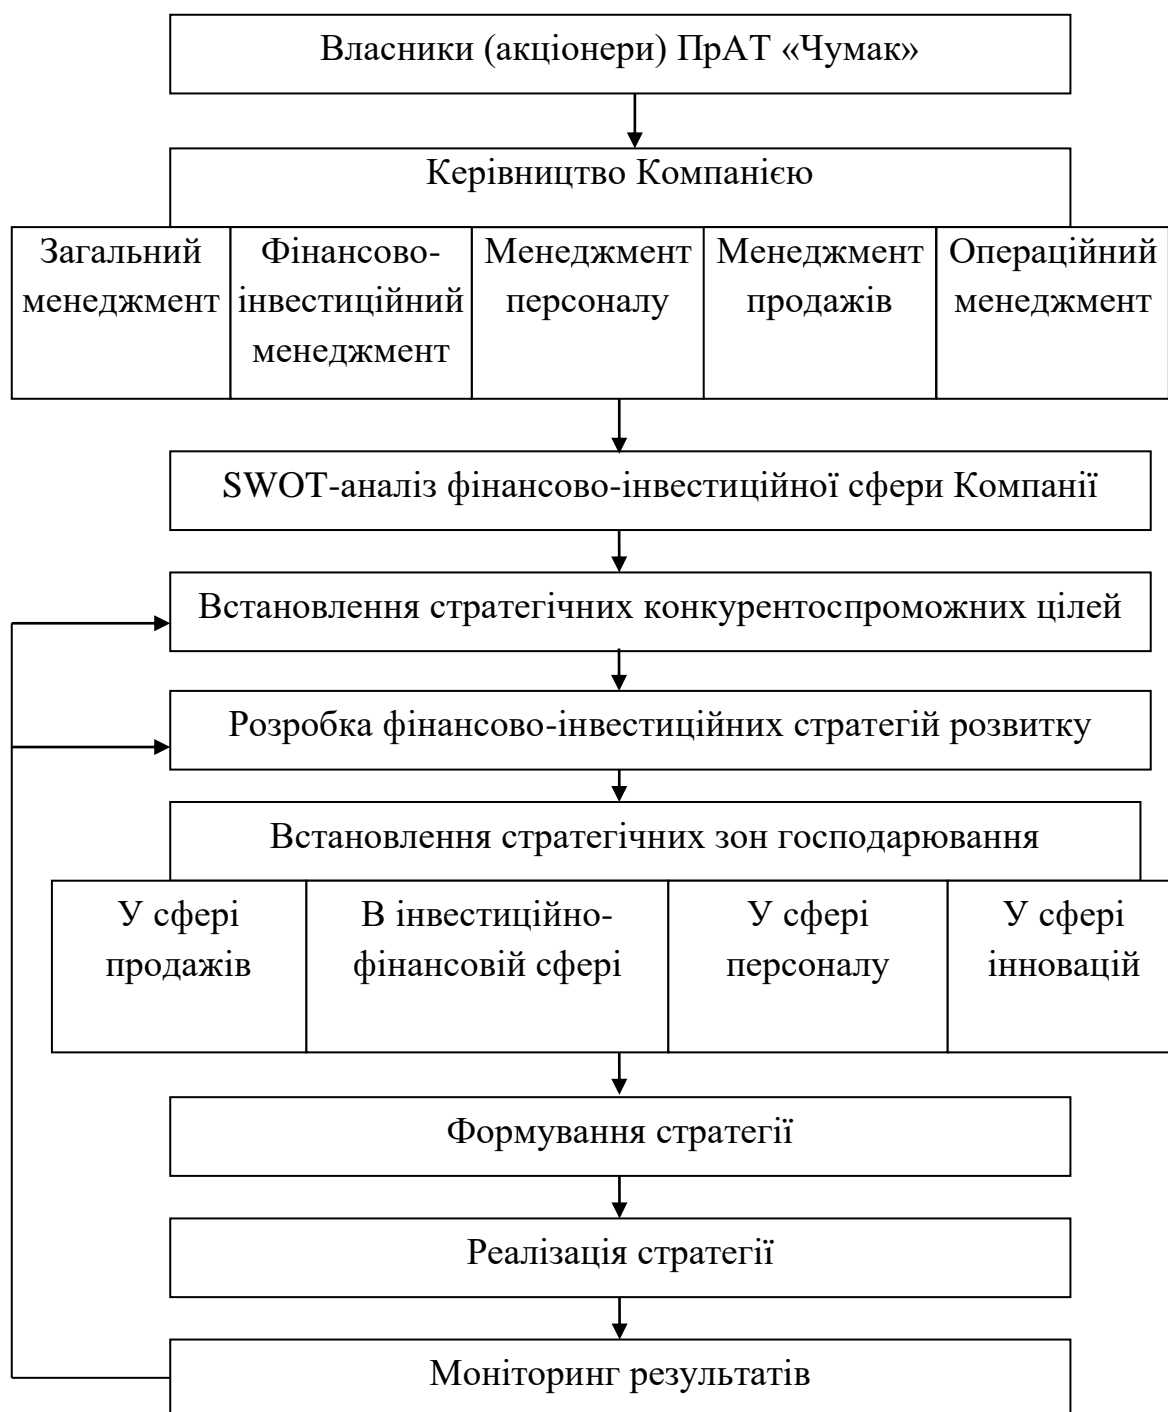 Власники (акціонери) ПрАТ «Чумак»
Керівництво Компанією
Загальний
менеджмент
Фінансово-
інвестиційний
менеджмент
Менеджмент
персоналу
Менеджмент
продажів
Операційний
менеджмент
SWOT-аналіз фінансово-інвестиційної сфери Компанії
Встановлення стратегічних конкурентоспроможних цілей
Розробка фінансово-інвестиційних стратегій розвитку
Встановлення стратегічних зон господарювання
У сфері
продажів
В інвестиційно-
фінансовій сфері
У сфері
персоналу
У сфері
інновацій
Формування стратегії
Реалізація стратегії
Моніторинг результатів